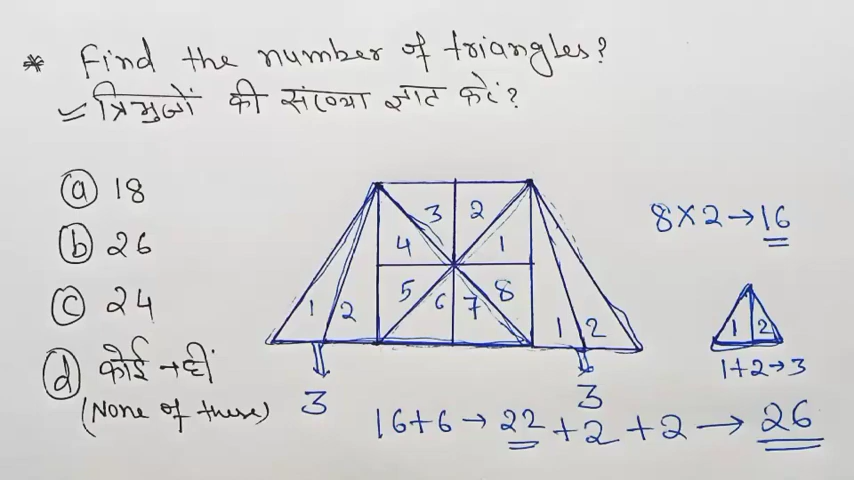 * Find the number of triangles?
त्रिभुजों की संख्या ज्ञात करें?
(a) 18
(b) 26
(c) 24
(d) कोई नहीं
(None of these)
3 2
4 1
5 6 7 8
1 2
1 2
3
3
8×2→16
1 2
1+2→3
16+6→22+2+2→26